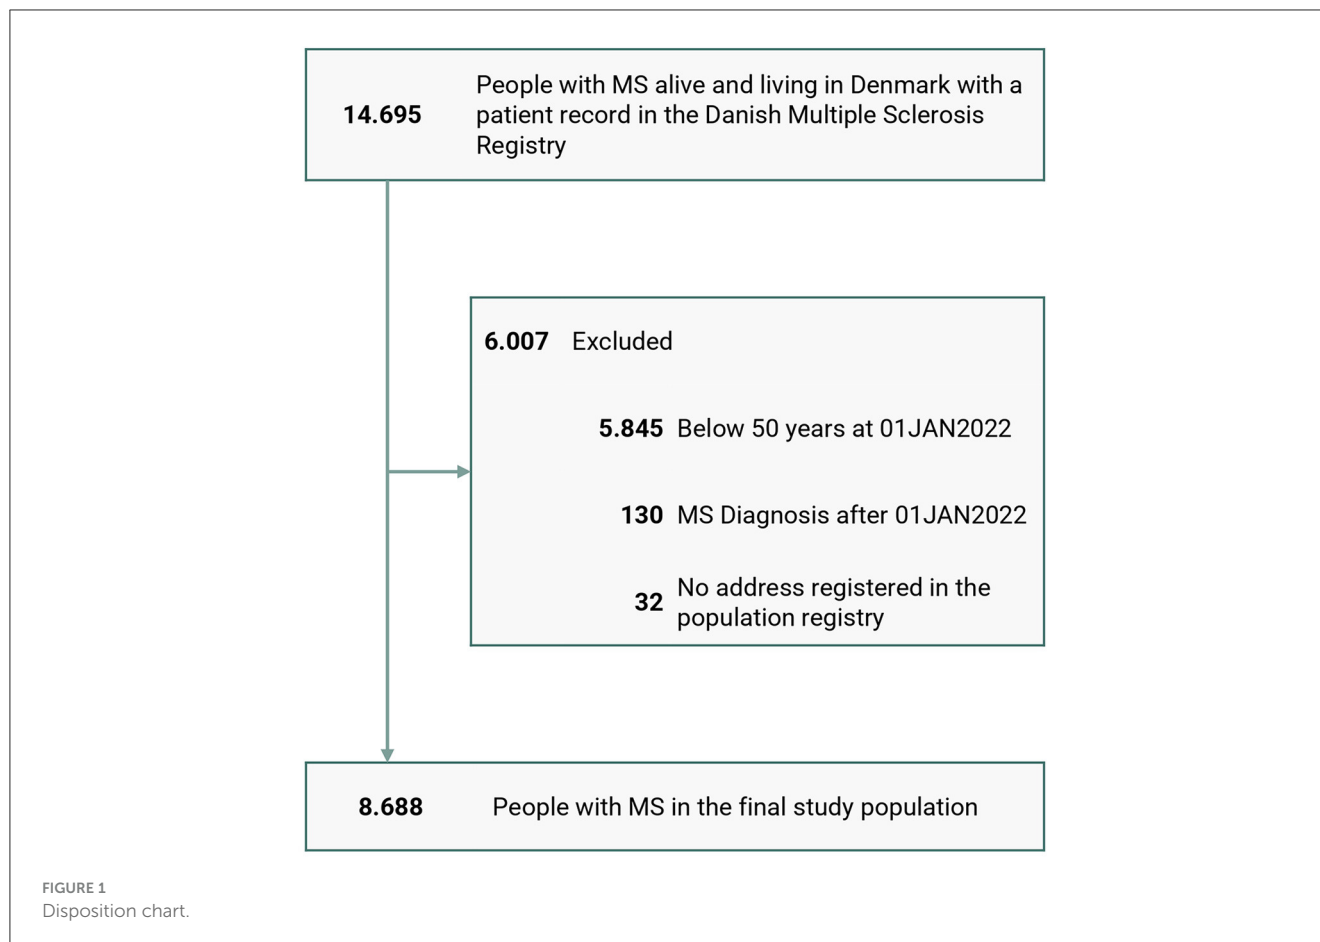 14.695
People with MS alive and living in Denmark with a
patient record in the Danish Multiple Sclerosis
Registry
6.007 Excluded
5.845 Below 50 years at 01JAN2022
130 MS Diagnosis after 01JAN2022
32
No address registered in the
population registry
8.688 People with MS in the final study population
FIGURE 1
Disposition chart.